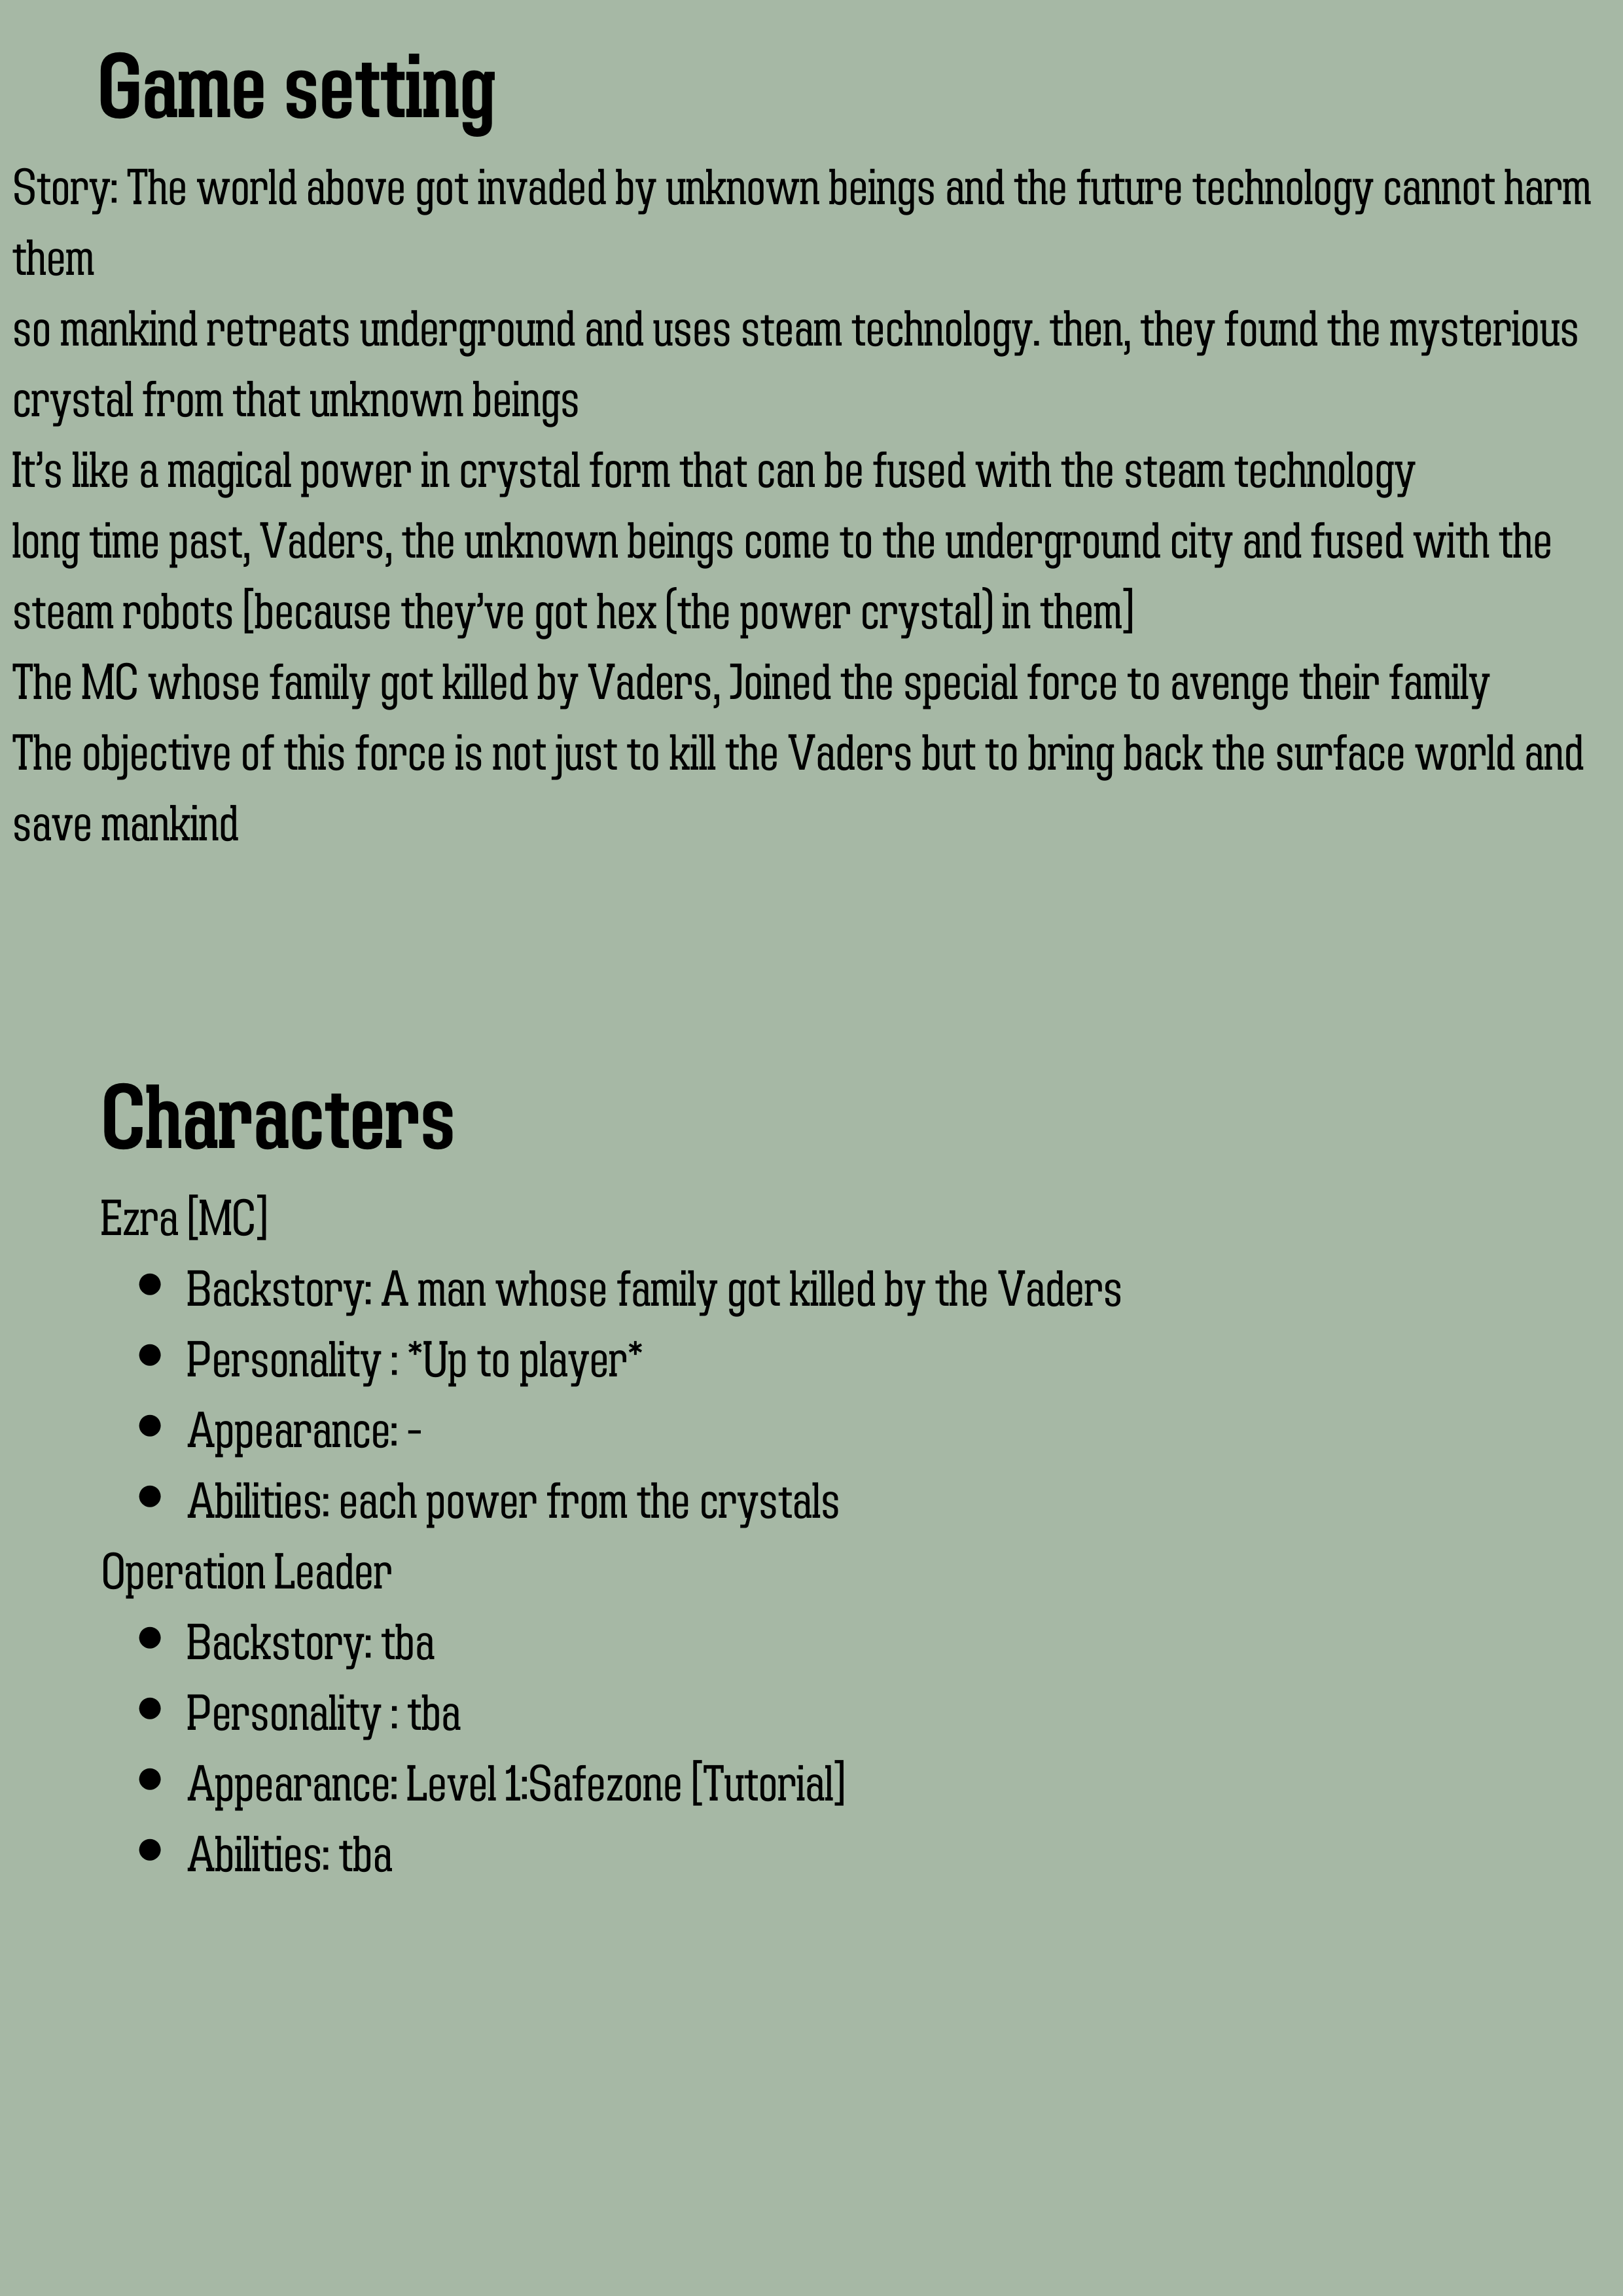 Game setting
Story: The world above got invaded by unknown beings and the future technology cannot harm
them
so mankind retreats underground and uses steam technology. then, they found the mysterious
crystal from that unknown beings
It's like a magical power in crystal form that can be fused with the steam technology
long time past, Vaders, the unknown beings come to the underground city and fused with the
steam robots [because they've got hex (the power crystal) in them]
The MC whose family got killed by Vaders, Joined the special force to avenge their family
The objective of this force is not just to kill the Vaders but to bring back the surface world and
save mankind
Characters
Ezra [MC]
● Backstory: A man whose family got killed by the Vaders
● Personality : *Up to player*
● Appearance: -
● Abilities: each power from the crystals
Operation Leader
● Backstory: tba
● Personality : tba
● Appearance: Level 1:Safezone [Tutorial]
● Abilities: tba